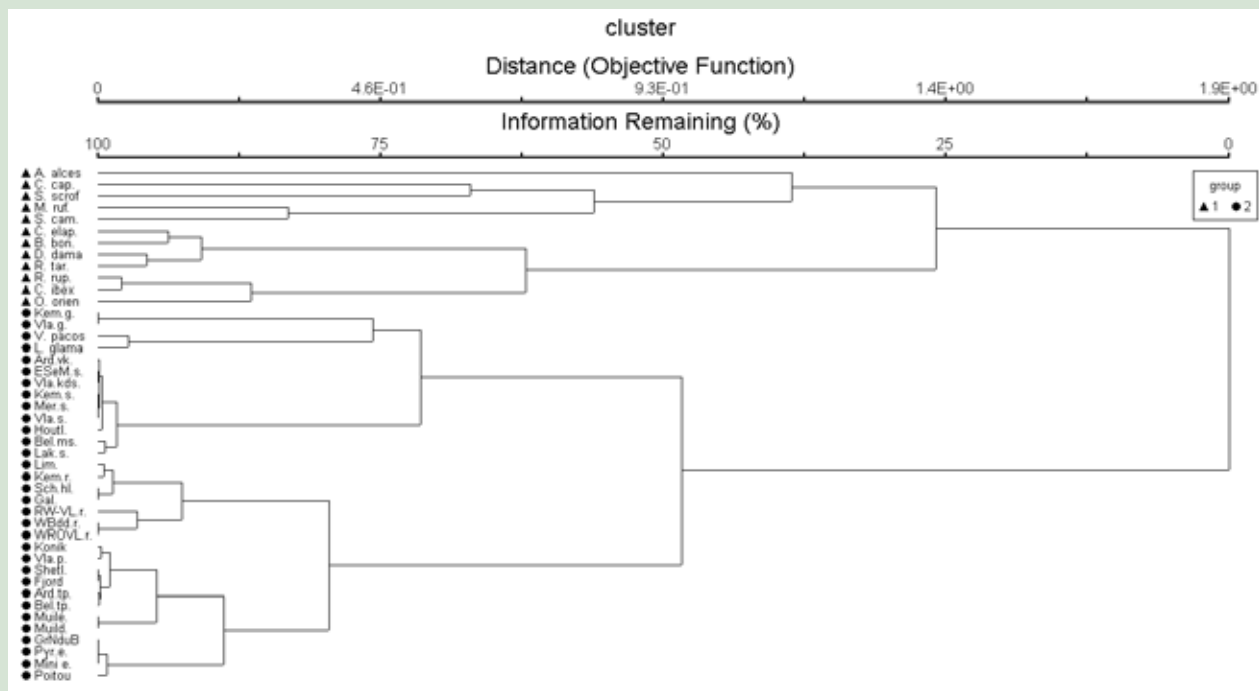 cluster
Distance (Objective Function)
0 4.6E-01 9.3E-01 1.4E+00 1.9E+00
Information Remaining (%)
100 75 50 25 0
A. alces
C. cap.
S. scrof
M. ruf.
S. cam.
C. elap.
B. bon.
D. dama
R. tar.
R. rup.
C. ibex
O. orien
Kem.g.
Vla.g.
V. pacos
L. glama
Ard.vk.
ESeM.s.
Vla.kds.
Kem.s.
Mer.s.
Vla.s.
Houtl.
Bel.ms.
Lak.s.
Lim.
Kem.r.
Sch.hl.
Gal.
RW-VL.r.
WBdd.r.
WROVL.r.
Konik
Vla.p.
Shetl.
Fjord
Ard.tp.
Bel.tp.
Muile.
Muild.
GrNduB
Pyr.e.
Mini e.
Poitou
group
1 2